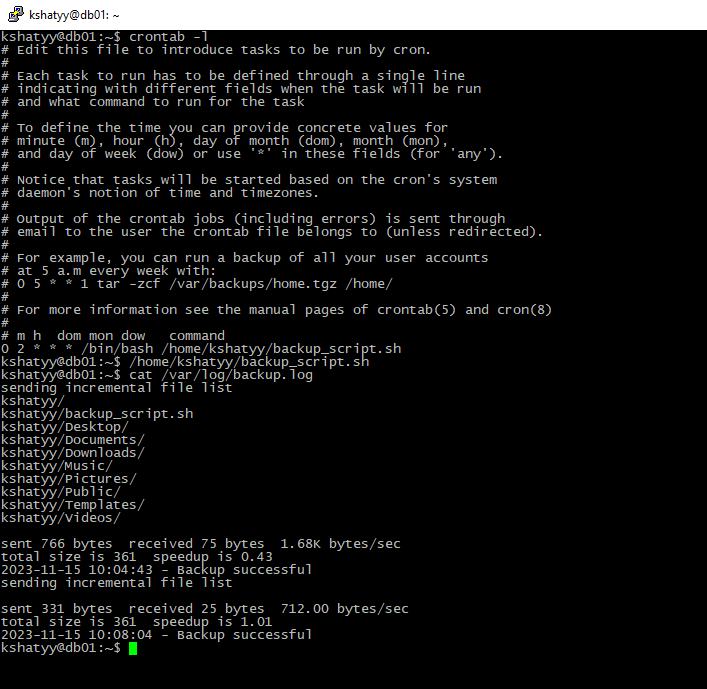 kshatyy@db01: ~
kshatyy@db01:~$ crontab -l
# Edit this file to introduce tasks to be run by cron.
#
# Each task to run has to be defined through a single line
# indicating with different fields when the task will be run
# and what command to run for the task
#
# To define the time you can provide concrete values for
# minute (m), hour (h), day of month (dom), month (mon),
# and day of week (dow) or use '*' in these fields (for 'any').
#
# Notice that tasks will be started based on the cron's system
# daemon's notion of time and timezones.
#
# Output of the crontab jobs (including errors) is sent through
# email to the user the crontab file belongs to (unless redirected).
#
# For example, you can run a backup of all your user accounts
# at 5 a.m every week with:
# 0 5 * * 1 tar -zcf /var/backups/home.tgz /home/
#
# For more information see the manual pages of crontab(5) and cron(8)
#
# m h  dom mon dow   command
0 2 * * * /bin/bash /home/kshatyy/backup_script.sh
kshatyy@db01:~$ /home/kshatyy/backup_script.sh
kshatyy@db01:~$ cat /var/log/backup.log
sending incremental file list
kshatyy/
kshatyy/backup_script.sh
kshatyy/Desktop/
kshatyy/Documents/
kshatyy/Downloads/
kshatyy/Music/
kshatyy/Pictures/
kshatyy/Public/
kshatyy/Templates/
kshatyy/Videos/

sent 766 bytes  received 75 bytes  1.68K bytes/sec
total size is 361  speedup is 0.43
2023-11-15 10:04:43 - Backup successful
sending incremental file list

sent 331 bytes  received 25 bytes  712.00 bytes/sec
total size is 361  speedup is 1.01
2023-11-15 10:08:04 - Backup successful
kshatyy@db01:~$